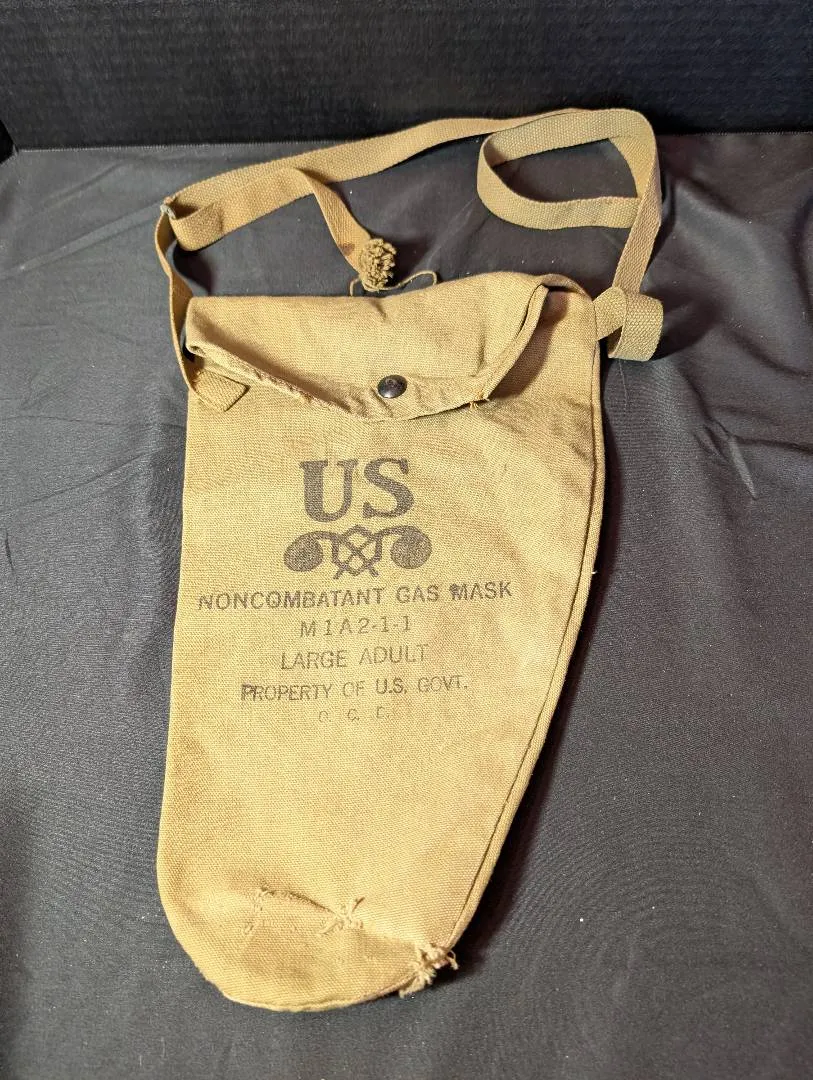 US
NONCOMBATANT GAS MASK
M1A2-1-1
LARGE ADULT
PROPERTY OF U.S. GOVT.
O. C. D.